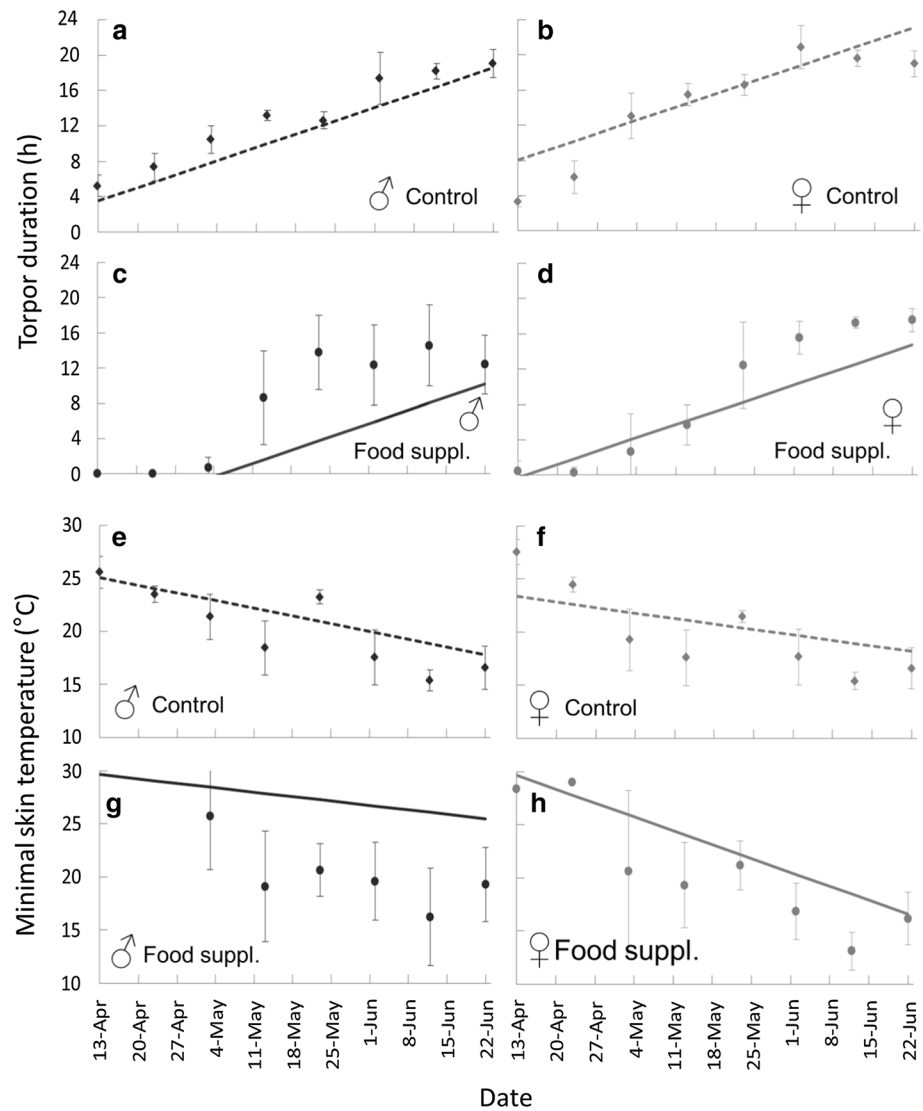 a
b
24
20
16
12
8
4
0
♂ Control
♀ Control
Torpor duration (h)
c
d
24
20
16
12
8
4
0
♂
Food suppl.
♀
Food suppl.
e
f
30
25
20
15
10
♂ Control
♀ Control
Minimal skin temperature (°C)
g
h
30
25
20
15
10
♂ Food suppl.
♀ Food suppl.
13-Apr
20-Apr
27-Apr
4-May
11-May
18-May
25-May
1-Jun
8-Jun
15-Jun
22-Jun
13-Apr
20-Apr
27-Apr
4-May
11-May
18-May
25-May
1-Jun
8-Jun
15-Jun
22-Jun
Date